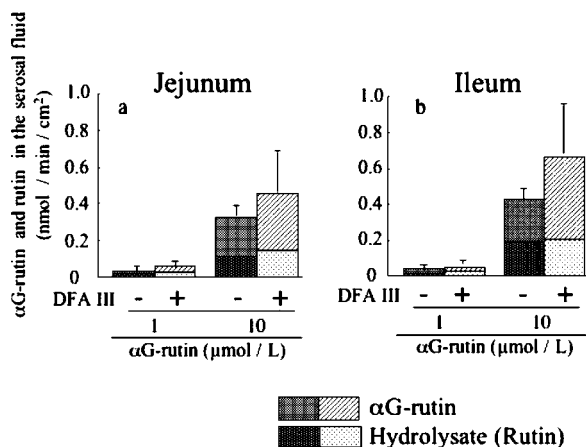 αG-rutin and rutin in the serosal fluid
(nmol / min / cm²)
Jejunum
a
1.0
0.8
0.6
0.4
0.2
0
DFA III - + - +
1 10
αG-rutin (µmol / L)
Ileum
b
1.0
0.8
0.6
0.4
0.2
0
DFA III - + - +
1 10
αG-rutin (µmol / L)
αG-rutin
Hydrolysate (Rutin)